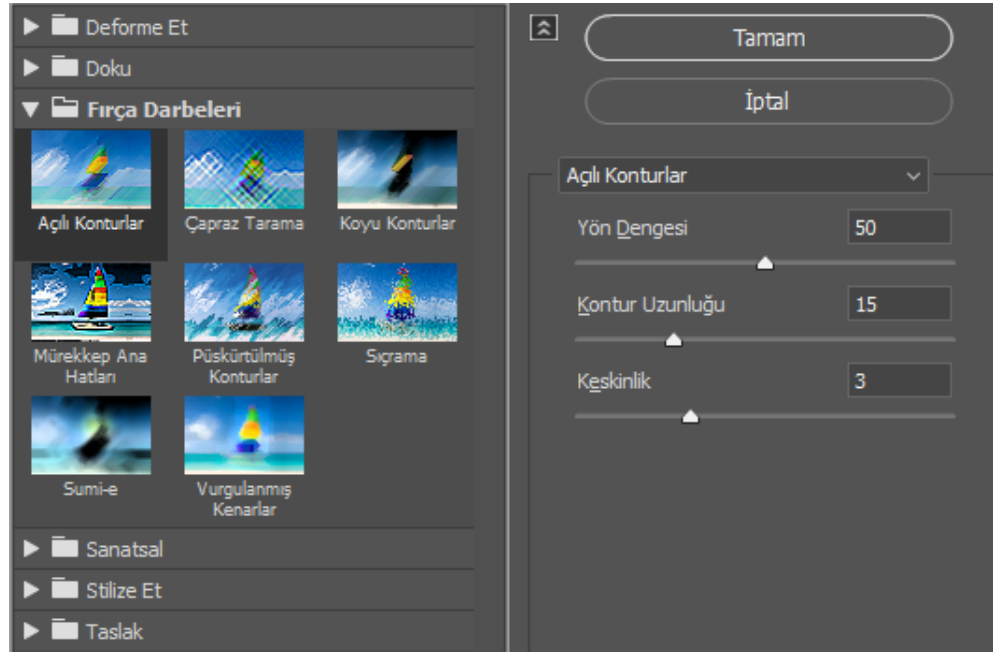 Deforme Et
Doku
Fırça Darbeleri
Açılı Konturlar
Çapraz Tarama
Koyu Konturlar
Mürekkep Ana
Hatları
Püskürtülmüş
Konturlar
Sıçrama
Sumi-e
Vurgulanmış
Kenarlar
Sanatsal
Stilize Et
Taslak
Tamam
İptal
Açılı Konturlar
Yön Dengesi 50
Kontur Uzunluğu 15
Keskinlik 3